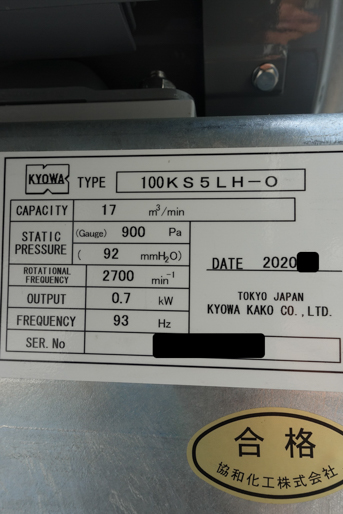 KYOWA TYPE 100KS5LH-O
CAPACITY 17 m³/min
STATIC PRESSURE (Gauge) 900 Pa
( 92 mmH₂O)
ROTATIONAL FREQUENCY 2700 min⁻¹
OUTPUT 0.7 kW
FREQUENCY 93 Hz
SER.No
DATE 2020
TOKYO JAPAN
KYOWA KAKO CO.,LTD.
合格
協和化工株式会社